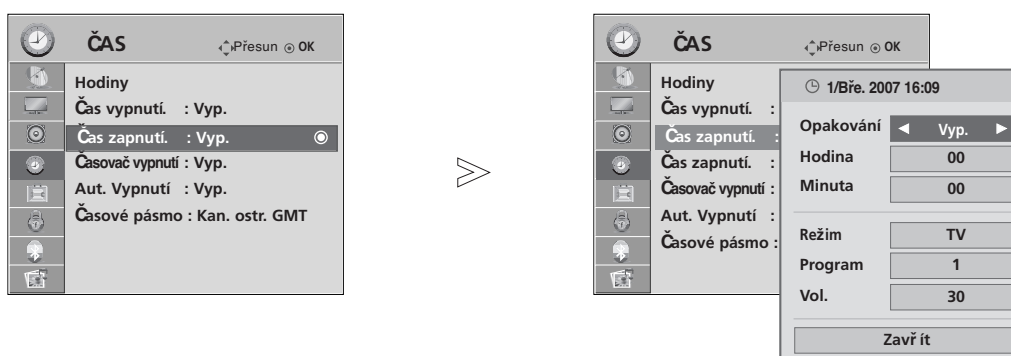 ČAS Přesun OK
Hodiny
Čas vypnutí. : Vyp.
Čas zapnutí. : Vyp.
Časovač vypnutí : Vyp.
Aut. Vypnutí : Vyp.
Časové pásmo : Kan. ostr. GMT
ČAS Přesun OK
Hodiny
Čas vypnutí. :
Čas zapnutí. :
Čas zapnutí. :
Časovač vypnutí :
Aut. Vypnutí :
Časové pásmo :
1/Bře. 2007 16:09
Opakování ◀ Vyp. ▶
Hodina 00
Minuta 00
Režim TV
Program 1
Vol. 30
Zavř ít